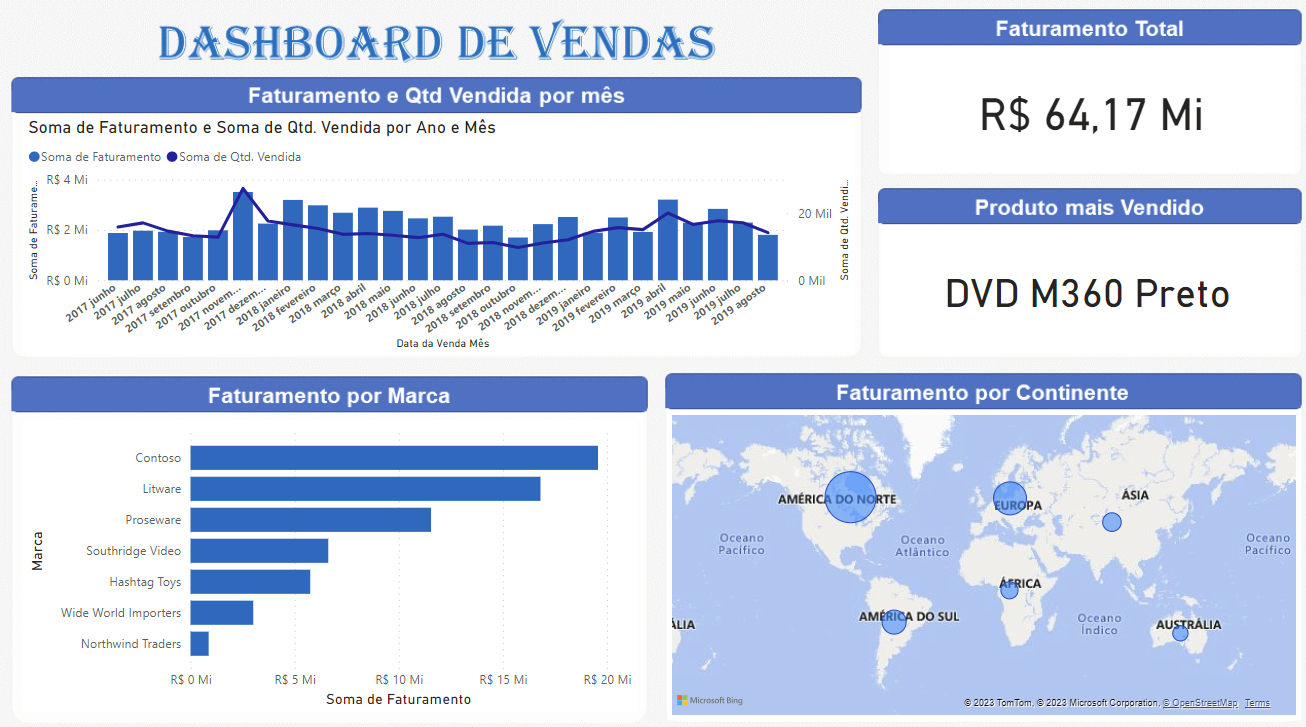 DASHBOARD DE VENDAS
Faturamento Total
R$ 64,17 Mi
Faturamento e Qtd Vendida por mês
Soma de Faturamento e Soma de Qtd. Vendida por Ano e Mês
Soma de Faturamento Soma de Qtd. Vendida
Soma de Faturame...
R$ 4 Mi
R$ 2 Mi
R$ 0 Mi
20 Mil
0 Mil
Soma de Qtd. Vendi...
2017 junho
2017 julho
2017 agosto
2017 setembro
2017 outubro
2017 novem...
2017 dezem...
2018 janeiro
2018 fevereiro
2018 março
2018 abril
2018 maio
2018 junho
2018 julho
2018 agosto
2018 setembro
2018 outubro
2018 novem...
2018 dezem...
2019 janeiro
2019 fevereiro
2019 março
2019 abril
2019 maio
2019 junho
2019 julho
2019 agosto
Data da Venda Mês
Produto mais Vendido
DVD M360 Preto
Faturamento por Marca
Marca
Contoso
Litware
Proseware
Southridge Video
Hashtag Toys
Wide World Importers
Northwind Traders
R$ 0 Mi R$ 5 Mi R$ 10 Mi R$ 15 Mi R$ 20 Mi
Soma de Faturamento
Faturamento por Continente
AMÉRICA DO NORTE
EUROPA
ÁSIA
Oceano
Pacífico
Oceano
Atlântico
Oceano
Pacífico
ÁFRICA
AMÉRICA DO SUL
Oceano
Índico
ÁLIA
AUSTRÁLIA
Microsoft Bing
© 2023 TomTom, © 2023 Microsoft Corporation, © OpenStreetMap Terms